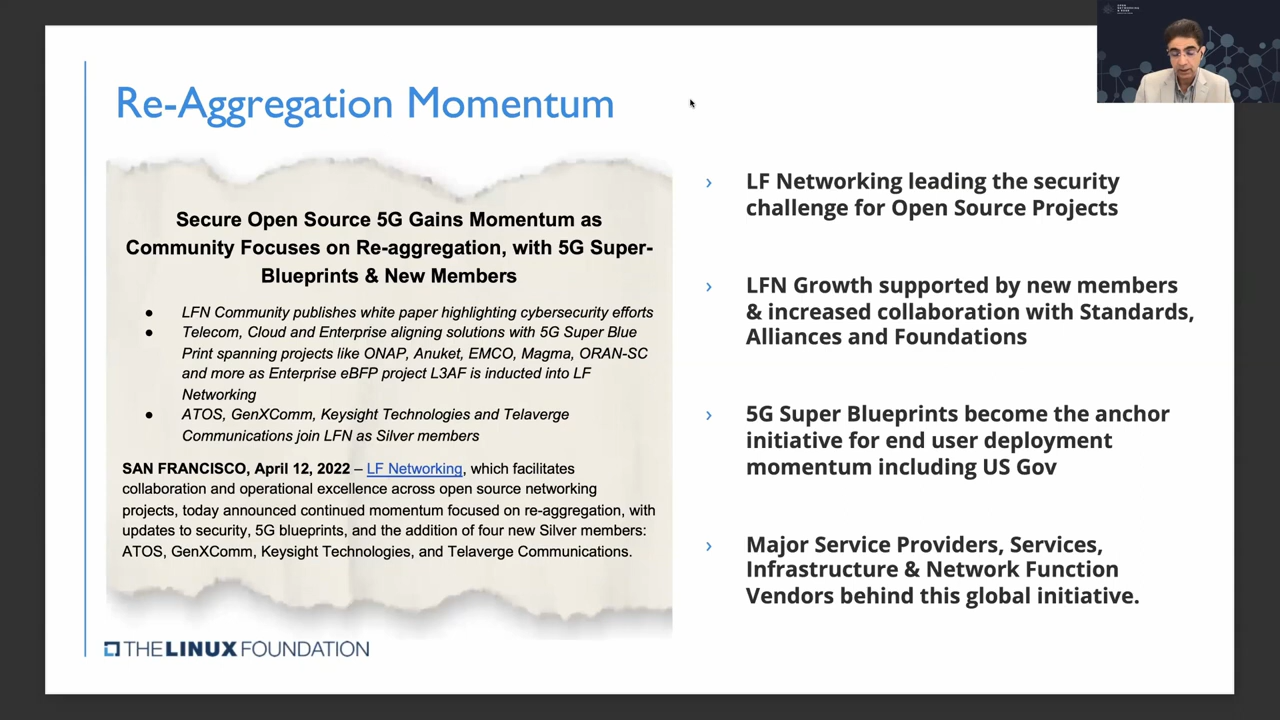 OPEN
NETWORKING
& EDGE
Re-Aggregation Momentum
Secure Open Source 5G Gains Momentum as
Community Focuses on Re-aggregation, with 5G Super-
Blueprints & New Members
● LFN Community publishes white paper highlighting cybersecurity efforts
● Telecom, Cloud and Enterprise aligning solutions with 5G Super Blue
Print spanning projects like ONAP, Anuket, EMCO, Magma, ORAN-SC
and more as Enterprise eBFP project L3AF is inducted into LF
Networking
● ATOS, GenXComm, Keysight Technologies and Telaverge
Communications join LFN as Silver members
SAN FRANCISCO, April 12, 2022 – LF Networking, which facilitates
collaboration and operational excellence across open source networking
projects, today announced continued momentum focused on re-aggregation, with
updates to security, 5G blueprints, and the addition of four new Silver members:
ATOS, GenXComm, Keysight Technologies, and Telaverge Communications.
› LF Networking leading the security
challenge for Open Source Projects
› LFN Growth supported by new members
& increased collaboration with Standards,
Alliances and Foundations
› 5G Super Blueprints become the anchor
initiative for end user deployment
momentum including US Gov
› Major Service Providers, Services,
Infrastructure & Network Function
Vendors behind this global initiative.
THE LINUX FOUNDATION